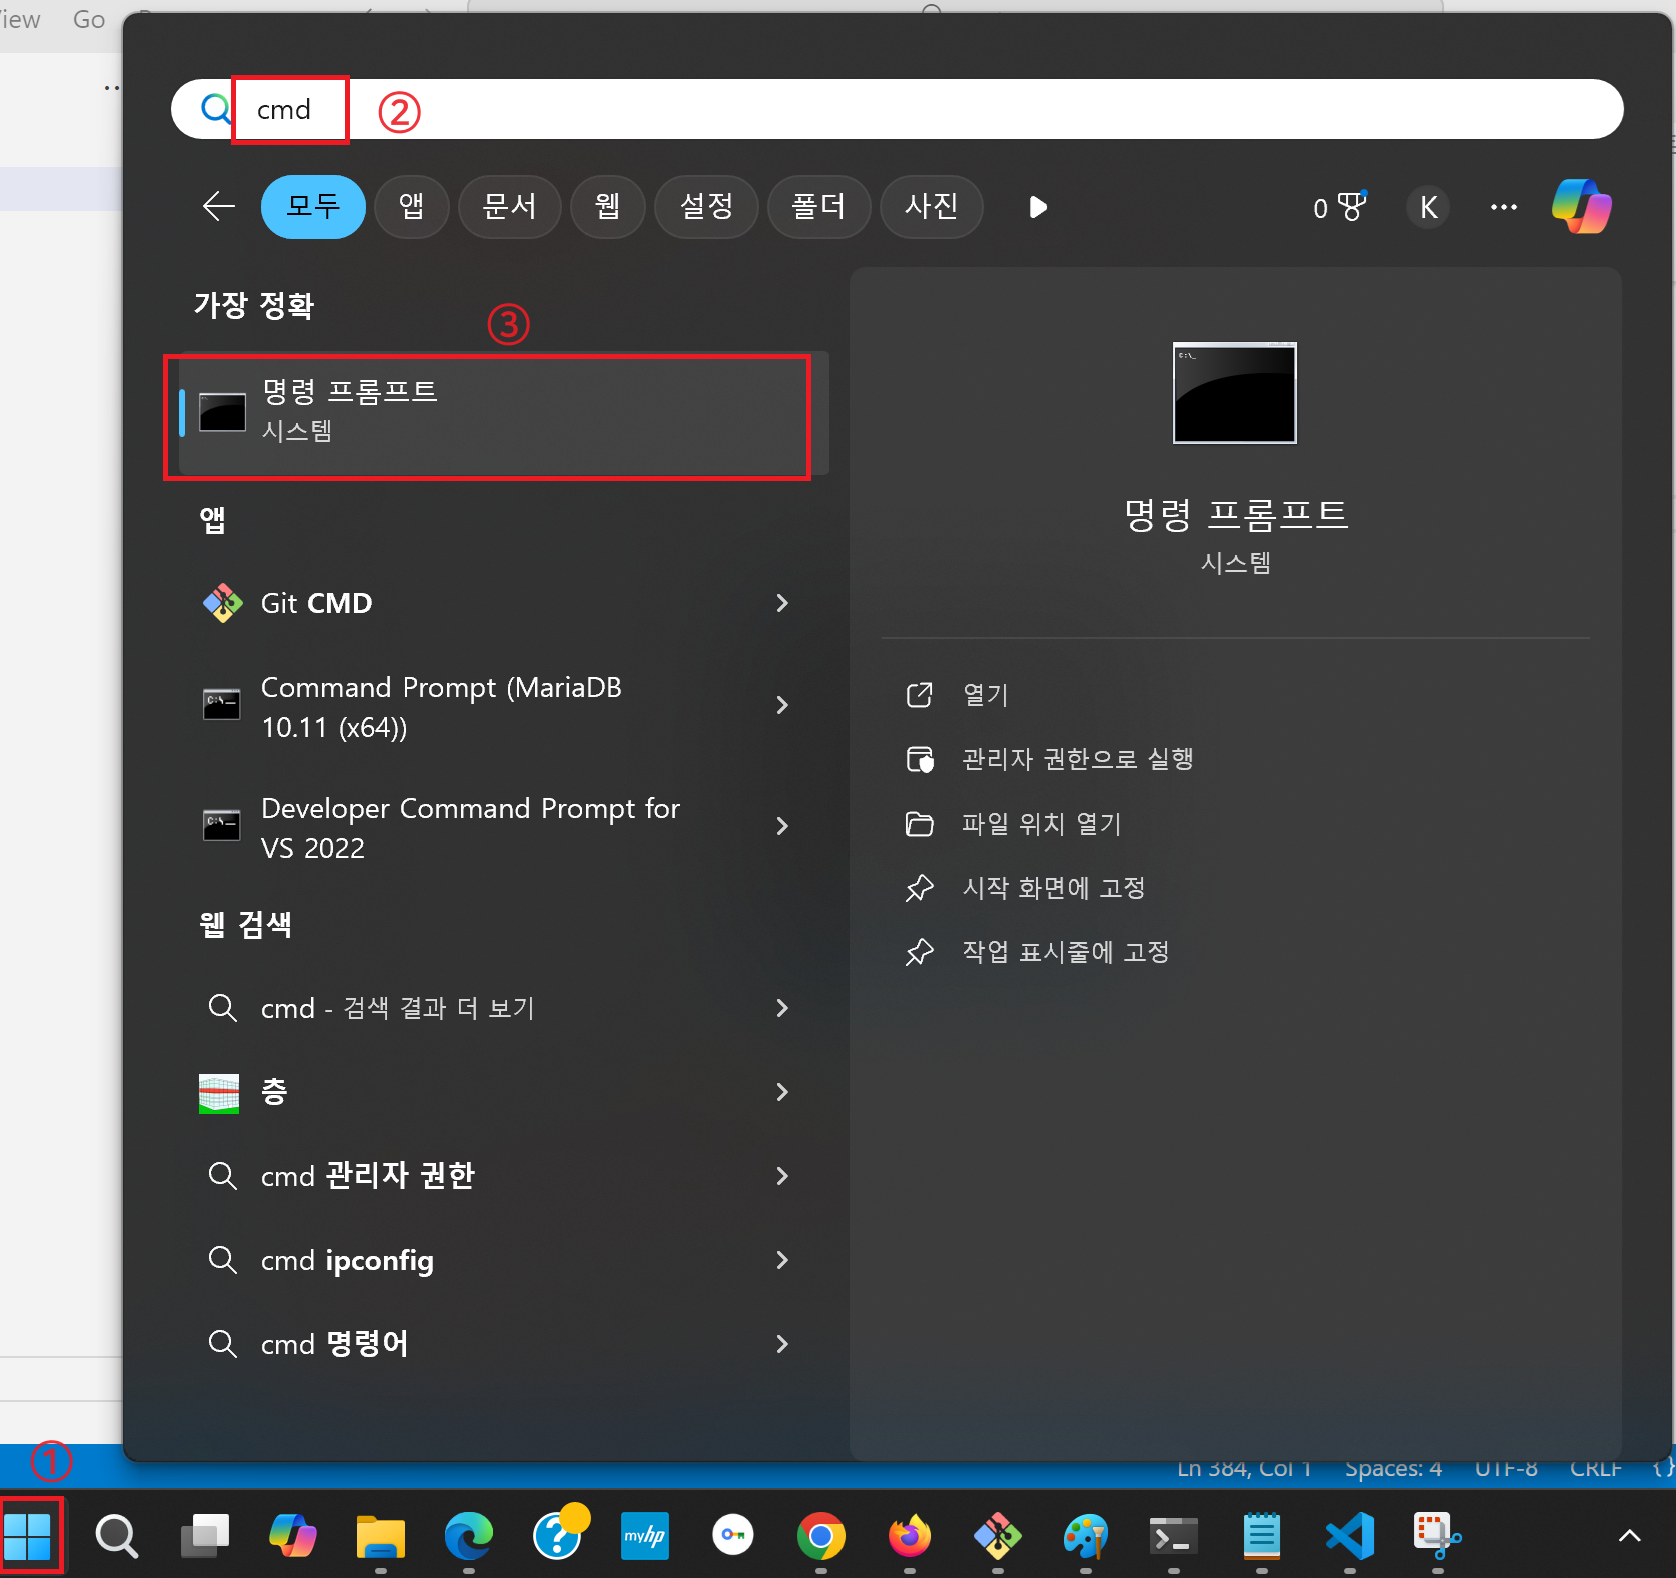 Go
cmd
②
모두 앱 문서 웹 설정 폴더 사진
0
K
가장 정확
③
명령 프롬프트
시스템
앱
Git CMD
Command Prompt (MariaDB
10.11 (x64))
Developer Command Prompt for
VS 2022
웹 검색
cmd - 검색 결과 더 보기
층
cmd 관리자 권한
cmd ipconfig
cmd 명령어
C:\_
명령 프롬프트
시스템
열기
관리자 권한으로 실행
파일 위치 열기
시작 화면에 고정
작업 표시줄에 고정
①
Ln 384, Col 1 Spaces: 4 UTF-8 CRLF {}
my hp